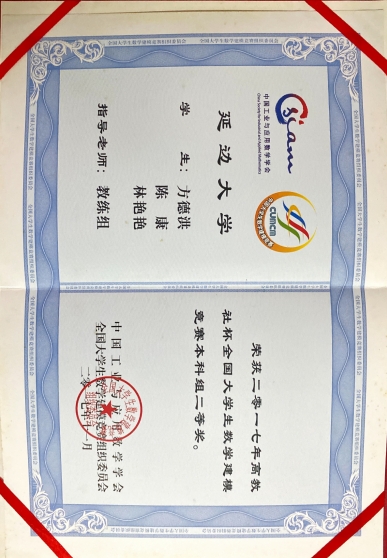 csiam
中国工业与应用数学学会
China Society for Industrial and Applied Mathematics
CUMCM
延边大学
学 生：方德洪
陈 康
林艳艳
指导老师：教练组
荣获二零一七年高教
社杯全国大学生数学建模
竞赛本科组二等奖。
中国工业与应用数学学会
全国大学生数学建模竞赛组织委员会
二零一七年十一月
全国大学生数学建模竞赛组织委员会